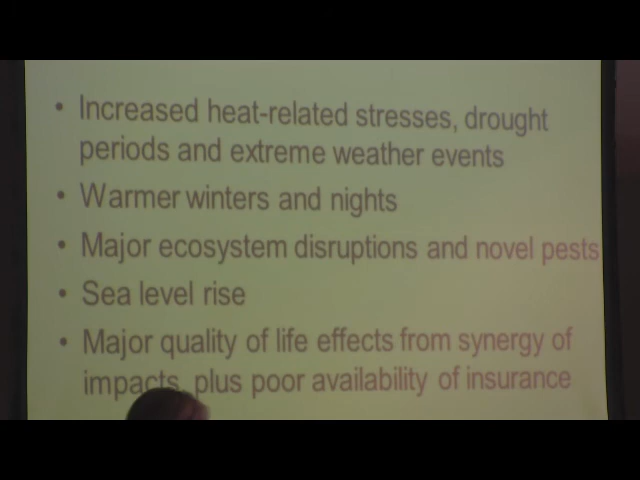 • Increased heat-related stresses, drought
periods and extreme weather events
• Warmer winters and nights
• Major ecosystem disruptions and novel pests
• Sea level rise
• Major quality of life effects from synergy of
impacts, plus poor availability of insurance